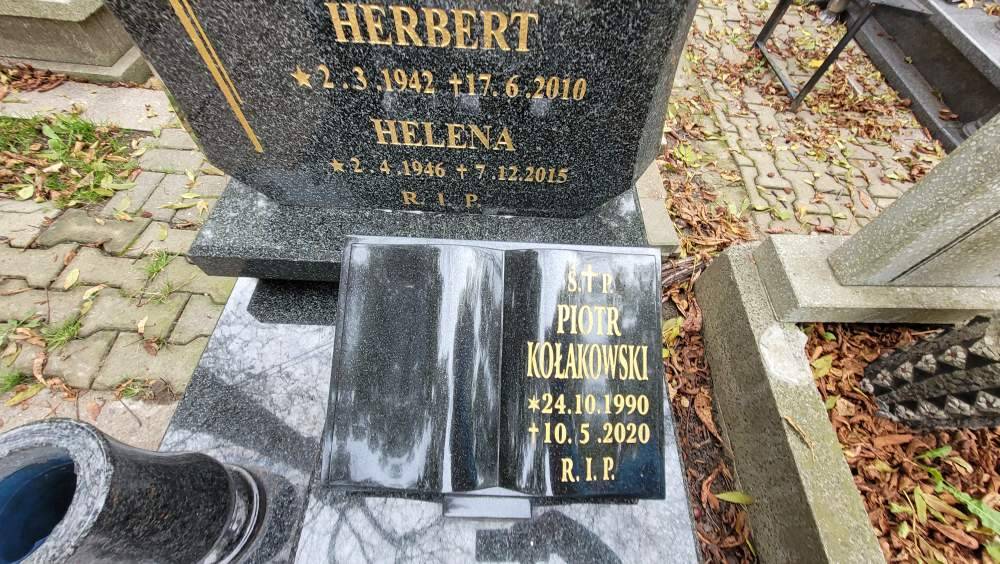 HERBERT
★ 2.3.1942 † 17.6.2010
HELENA
★ 2.4.1946 † 7.12.2015
R. I. P.
Ś.†P.
PIOTR
KOŁAKOWSKI
★24.10.1990
†10.5.2020
R. I. P.